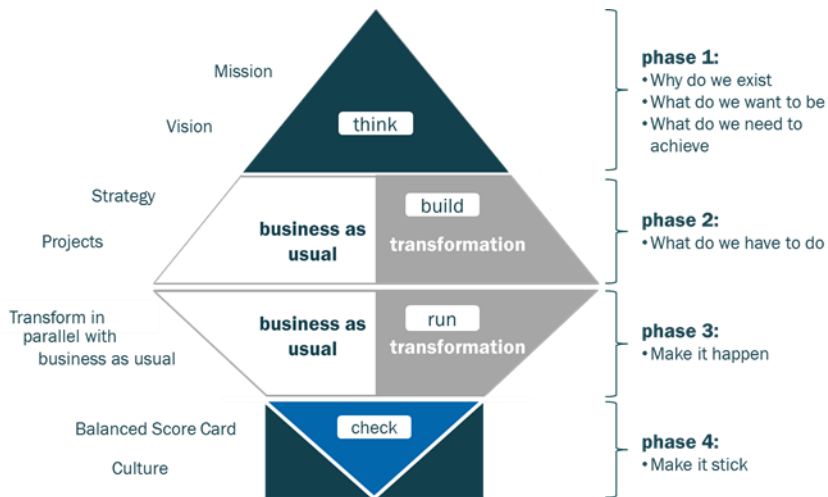 Mission
Vision
think
phase 1:
• Why do we exist
• What do we want to be
• What do we need to
achieve
Strategy
Projects
business as
usual
build
transformation
phase 2:
• What do we have to do
Transform in
parallel with
business as usual
business as
usual
run
transformation
phase 3:
• Make it happen
Balanced Score Card
Culture
check
phase 4:
• Make it stick